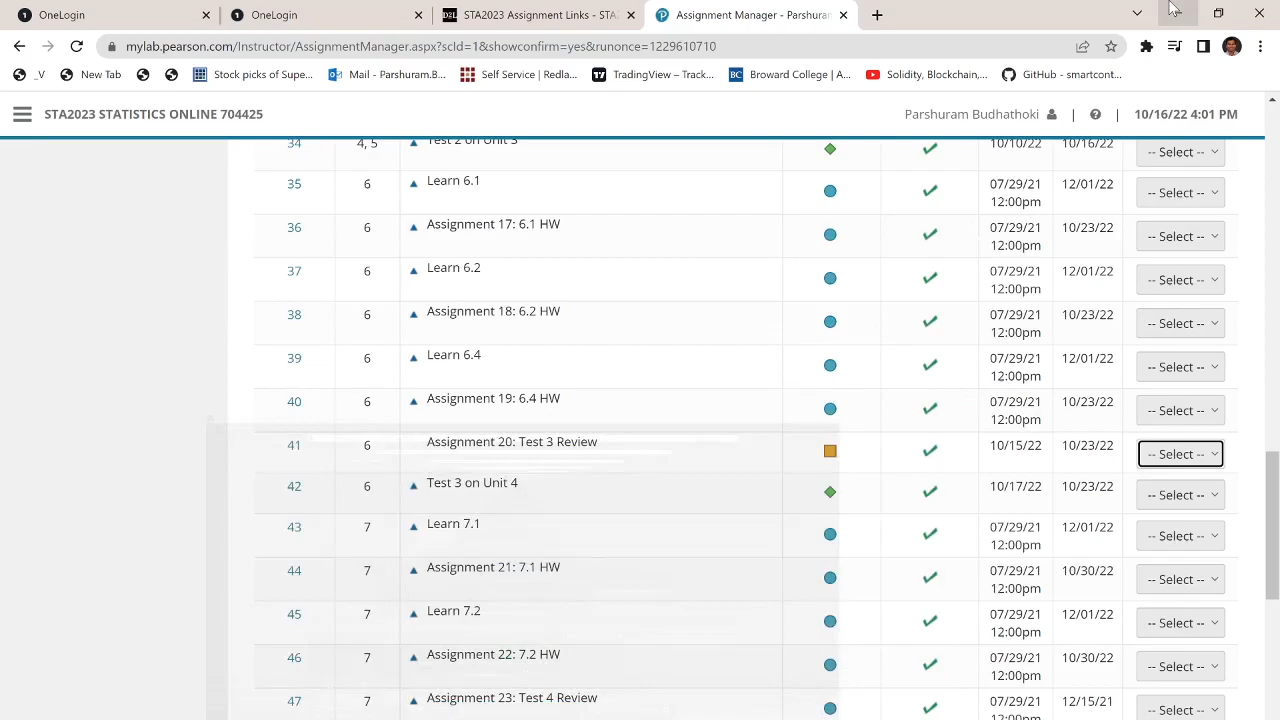 OneLogin
OneLogin
D2L
STA2023 Assignment Links - STA2
Assignment Manager - Parshuram
mylab.pearson.com/Instructor/AssignmentManager.aspx?scId=1&showconfirm=yes&runonce=1229610710
_V
New Tab
Stock picks of Supe...
Mail - Parshuram.B...
Self Service | Redla...
TradingView – Track...
BC Broward College | A...
Solidity, Blockchain,...
GitHub - smartcont...
STA2023 STATISTICS ONLINE 704425
Parshuram Budhathoki | ? | 10/16/22 4:01 PM
34 4, 5 Test 2 on Unit 3 10/10/22 10/16/22 -- Select --
35 6 Learn 6.1 07/29/21 12/01/22 -- Select --
12:00pm
36 6 Assignment 17: 6.1 HW 07/29/21 10/23/22 -- Select --
12:00pm
37 6 Learn 6.2 07/29/21 12/01/22 -- Select --
12:00pm
38 6 Assignment 18: 6.2 HW 07/29/21 10/23/22 -- Select --
12:00pm
39 6 Learn 6.4 07/29/21 12/01/22 -- Select --
12:00pm
40 6 Assignment 19: 6.4 HW 07/29/21 10/23/22 -- Select --
12:00pm
41 6 Assignment 20: Test 3 Review 10/15/22 10/23/22 -- Select --
42 6 Test 3 on Unit 4 10/17/22 10/23/22 -- Select --
43 7 Learn 7.1 07/29/21 12/01/22 -- Select --
12:00pm
44 7 Assignment 21: 7.1 HW 07/29/21 10/30/22 -- Select --
12:00pm
45 7 Learn 7.2 07/29/21 12/01/22 -- Select --
12:00pm
46 7 Assignment 22: 7.2 HW 07/29/21 10/30/22 -- Select --
12:00pm
47 7 Assignment 23: Test 4 Review 07/29/21 12/15/21 -- Select --
12:00pm